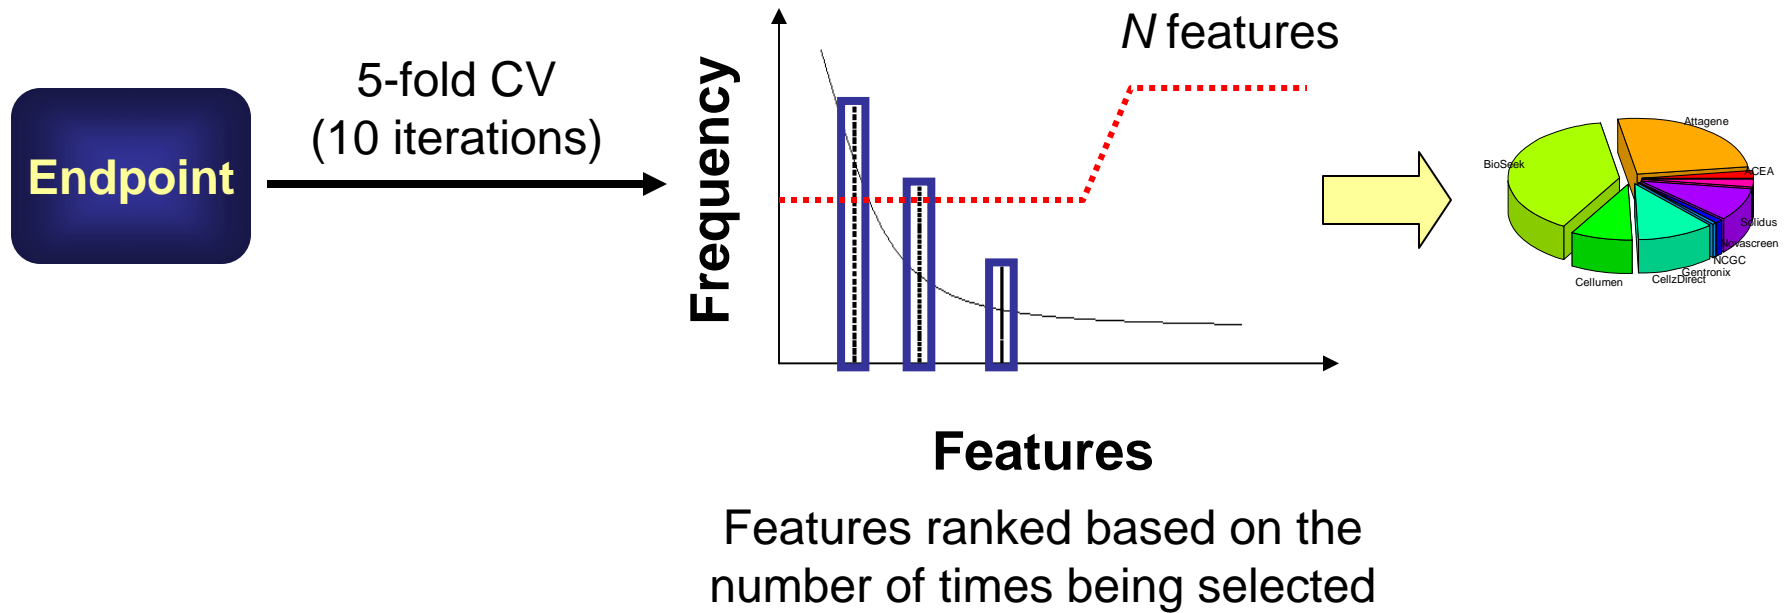 Endpoint
5-fold CV
(10 iterations)
Frequency
N features
Features
Features ranked based on the
number of times being selected
Attagene
BioSeek
ACEA
Solidus
Novascreen
NCGC
Gentronix
CellzDirect
Cellumen